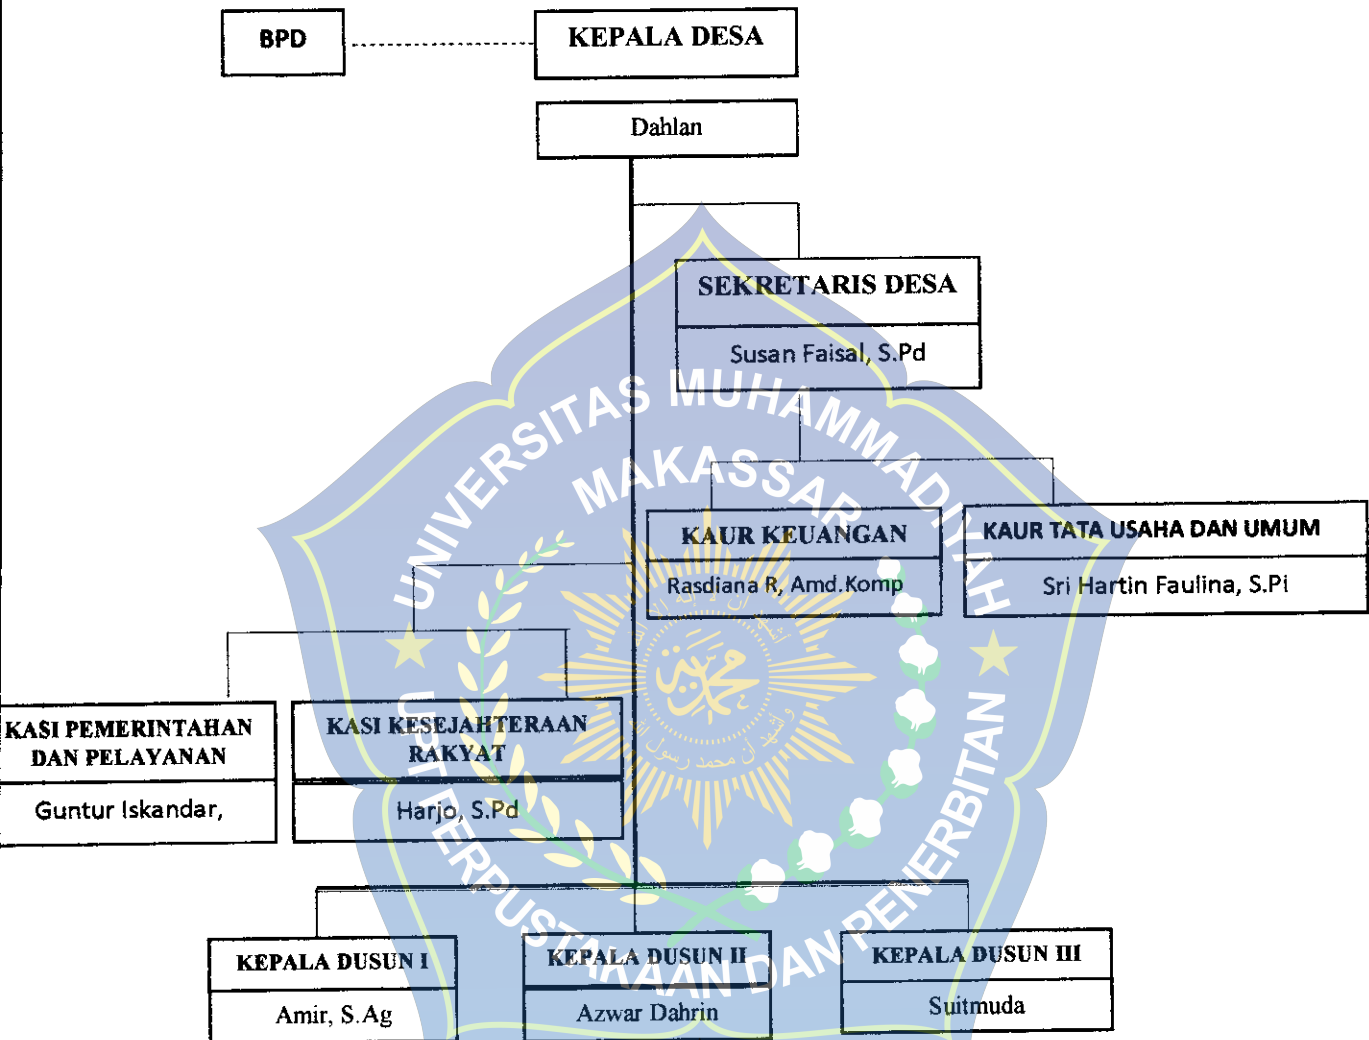 BPD
KEPALA DESA
Dahlan
SEKRETARIS DESA
Susan Faisal, S.Pd
UNIVERSITAS MUHAMMADIYAH
MAKASSAR
KAUR KEUANGAN
Rasdiana R, Amd.Komp
KAUR TATA USAHA DAN UMUM
Sri Hartin Faulina, S.Pi
KASI PEMERINTAHAN
DAN PELAYANAN
Guntur Iskandar,
KASI KESEJAHTERAAN
RAKYAT
Harjo, S.Pd
محمدية
UPT PERPUSTAKAAN DAN PENERBITAN
KEPALA DUSUN I
Amir, S.Ag
KEPALA DUSUN II
Azwar Dahrin
KEPALA DUSUN III
Suitmuda